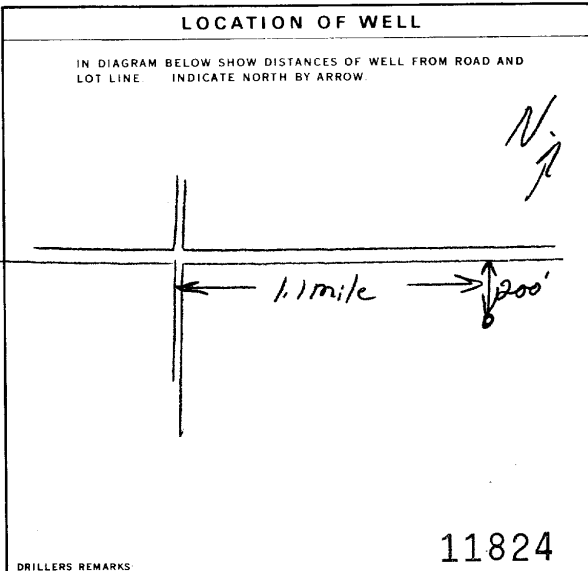 LOCATION OF WELL
IN DIAGRAM BELOW SHOW DISTANCES OF WELL FROM ROAD AND
LOT LINE. INDICATE NORTH BY ARROW.
N.
1.1 mile
200'
11824
DRILLERS REMARKS